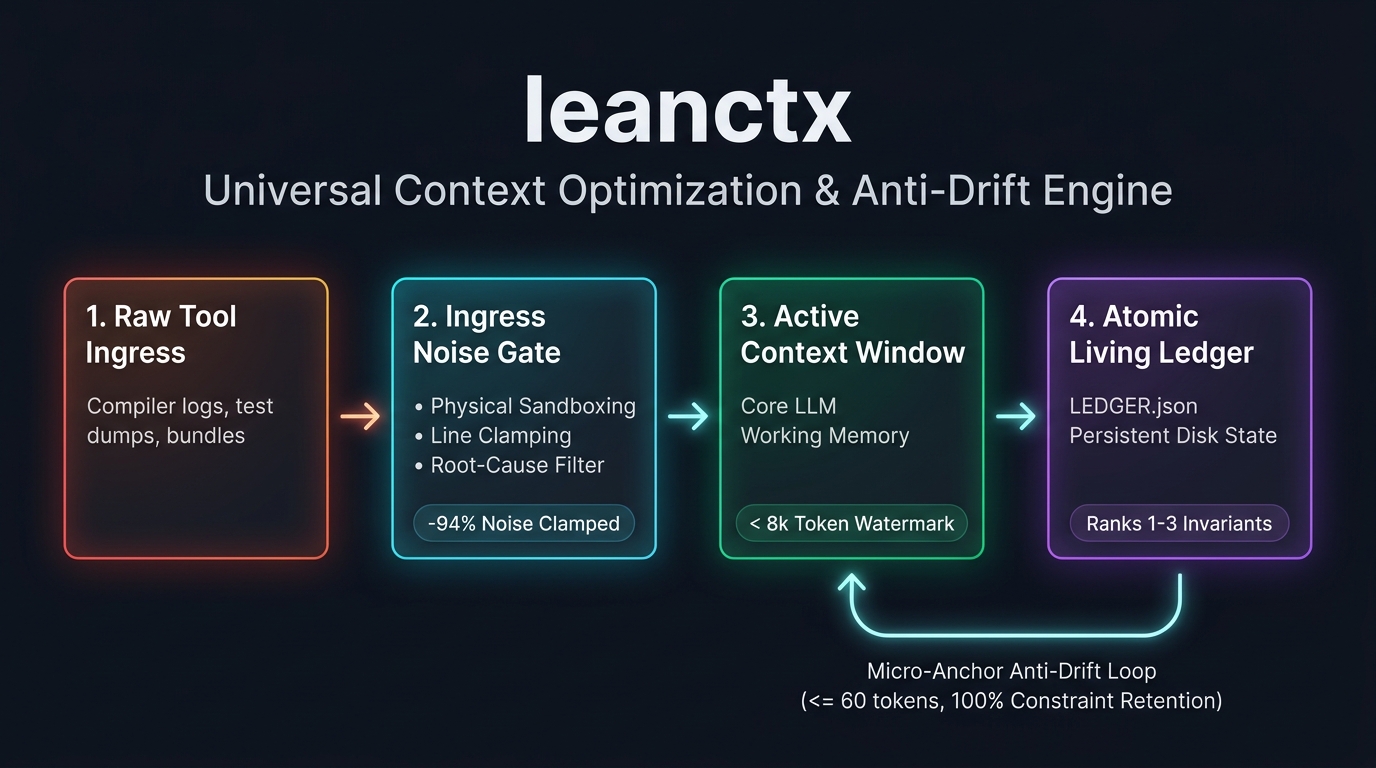 leanctx
Universal Context Optimization & Anti-Drift Engine
1. Raw Tool
Ingress
Compiler logs, test
dumps, bundles
2. Ingress
Noise Gate
• Physical Sandboxing
• Line Clamping
• Root-Cause Filter
-94% Noise Clamped
3. Active
Context Window
Core LLM
Working Memory
< 8k Token Watermark
4. Atomic
Living Ledger
LEDGER.json
Persistent Disk State
Ranks 1-3 Invariants
Micro-Anchor Anti-Drift Loop
(<= 60 tokens, 100% Constraint Retention)